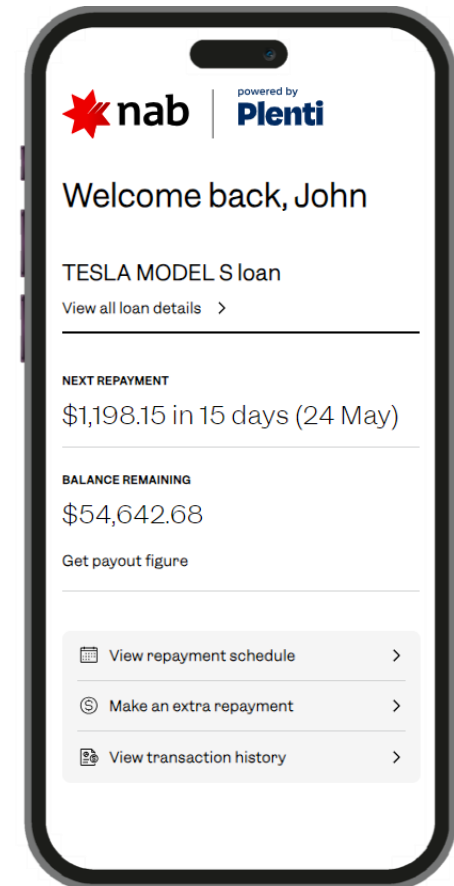 nab
powered by
Plenti
Welcome back, John
TESLA MODEL S loan
View all loan details
NEXT REPAYMENT
$1,198.15 in 15 days (24 May)
BALANCE REMAINING
$54,642.68
Get payout figure
View repayment schedule
Make an extra repayment
View transaction history